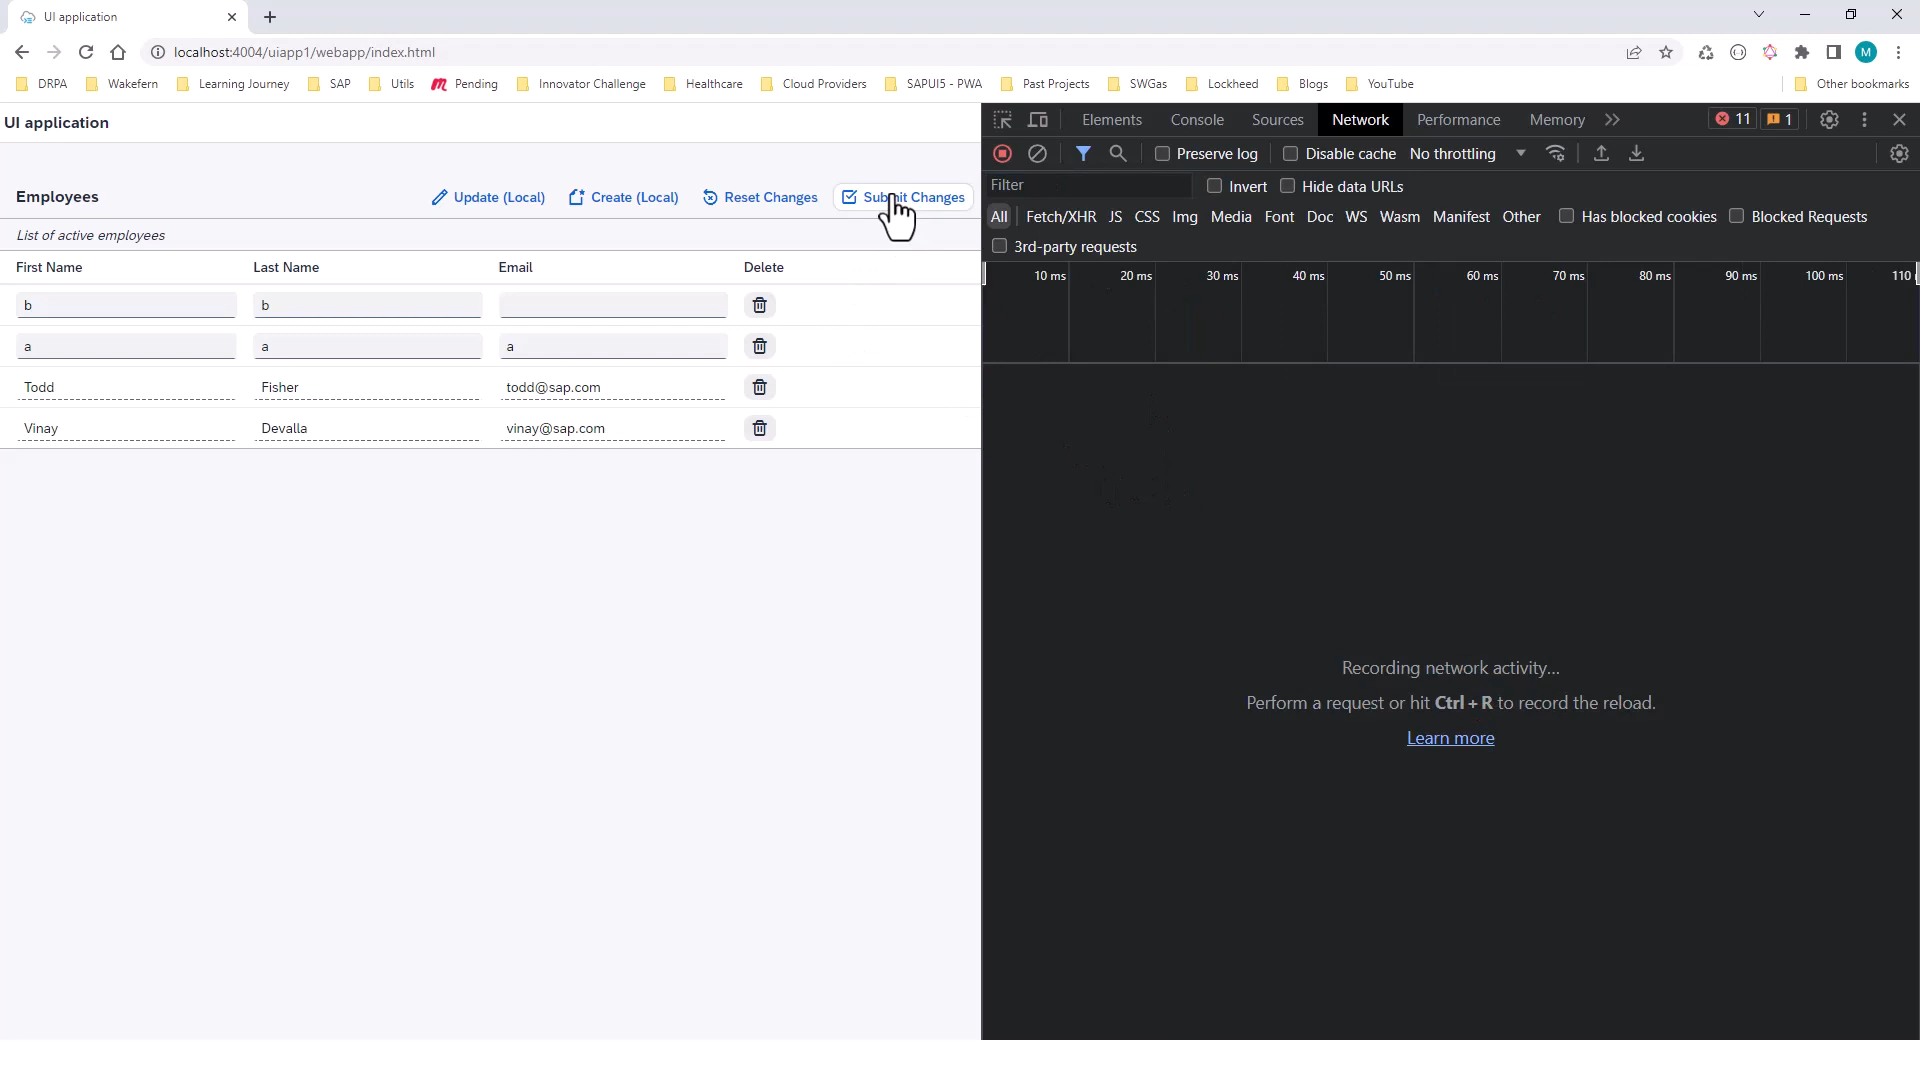 UI application
localhost:4004/uiapp1/webapp/index.html
M
DRPA Wakefern Learning Journey SAP Utils Pending Innovator Challenge Healthcare Cloud Providers SAPUI5 - PWA Past Projects SWGas Lockheed Blogs YouTube Other bookmarks
UI application
Employees Update (Local) Create (Local) Reset Changes Submit Changes
List of active employees
First Name Last Name Email Delete
b b
a a a
Todd Fisher todd@sap.com
Vinay Devalla vinay@sap.com
Elements Console Sources Network Performance Memory 11 1
Preserve log Disable cache No throttling
Filter Invert Hide data URLs
All Fetch/XHR JS CSS Img Media Font Doc WS Wasm Manifest Other Has blocked cookies Blocked Requests
3rd-party requests
10 ms 20 ms 30 ms 40 ms 50 ms 60 ms 70 ms 80 ms 90 ms 100 ms 110
Recording network activity…
Perform a request or hit Ctrl + R to record the reload.
Learn more